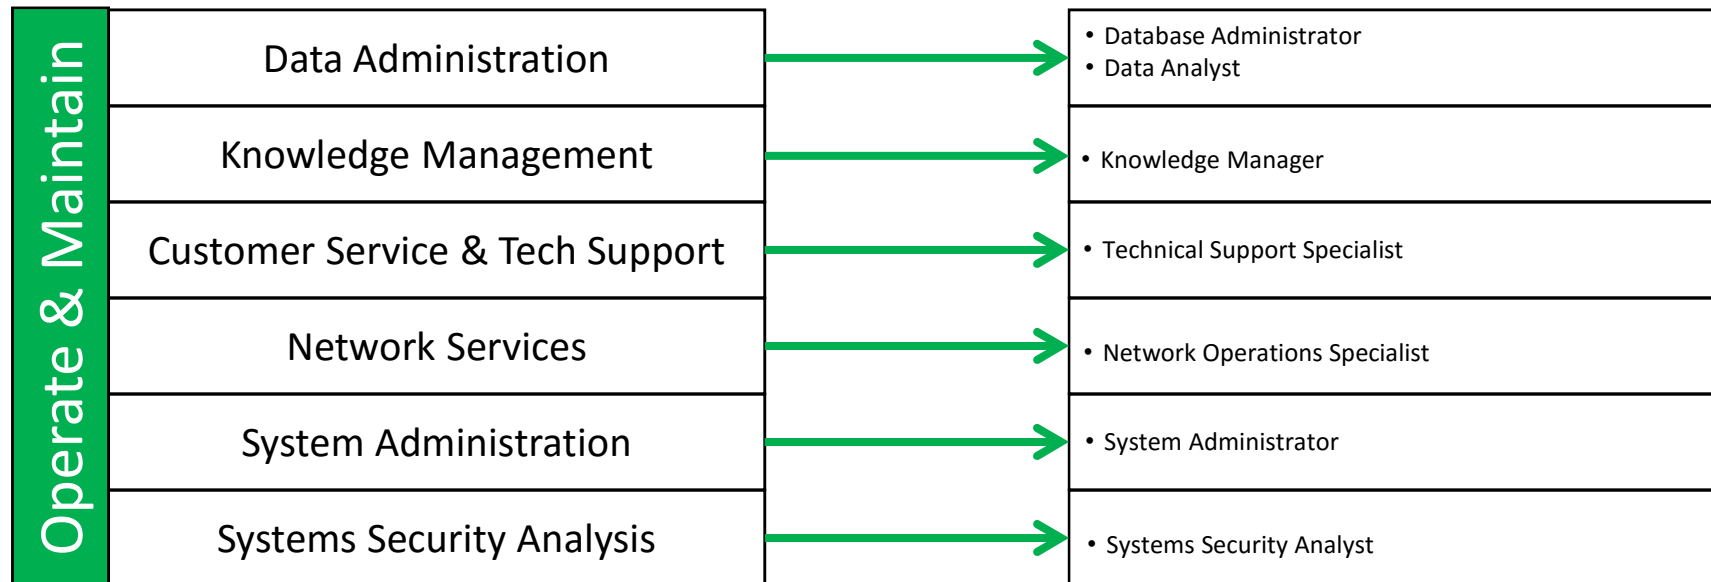 Operate & Maintain
Data Administration
• Database Administrator
• Data Analyst
Knowledge Management
• Knowledge Manager
Customer Service & Tech Support
• Technical Support Specialist
Network Services
• Network Operations Specialist
System Administration
• System Administrator
Systems Security Analysis
• Systems Security Analyst